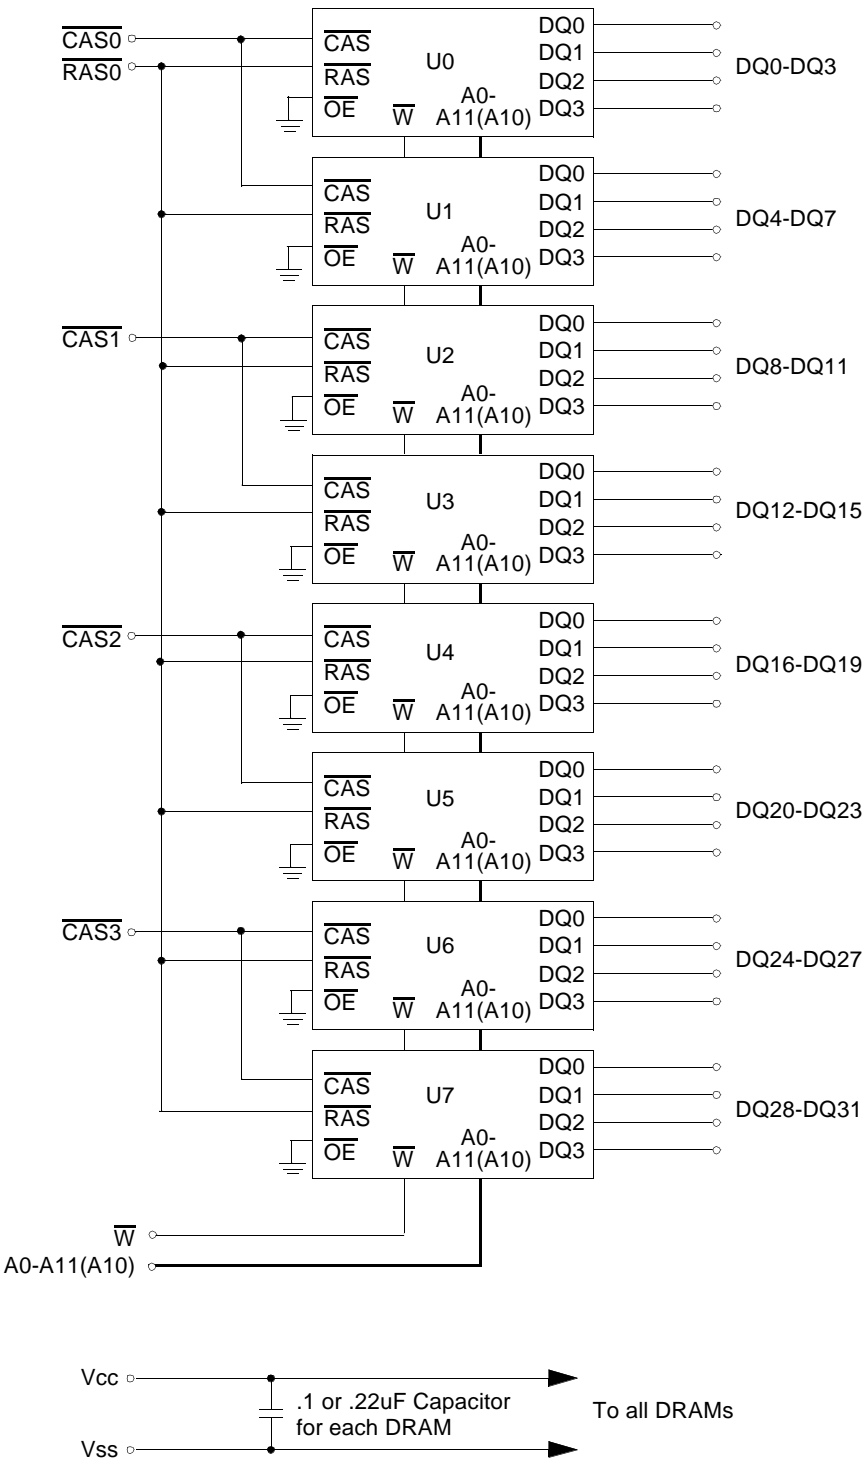 CAS0
RAS0
CAS
RAS
OE
U0
W
A0-
A11(A10)
DQ0
DQ1
DQ2
DQ3
DQ0-DQ3
CAS
RAS
OE
U1
W
A0-
A11(A10)
DQ0
DQ1
DQ2
DQ3
DQ4-DQ7
CAS1
CAS
RAS
OE
U2
W
A0-
A11(A10)
DQ0
DQ1
DQ2
DQ3
DQ8-DQ11
CAS
RAS
OE
U3
W
A0-
A11(A10)
DQ0
DQ1
DQ2
DQ3
DQ12-DQ15
CAS2
CAS
RAS
OE
U4
W
A0-
A11(A10)
DQ0
DQ1
DQ2
DQ3
DQ16-DQ19
CAS
RAS
OE
U5
W
A0-
A11(A10)
DQ0
DQ1
DQ2
DQ3
DQ20-DQ23
CAS3
CAS
RAS
OE
U6
W
A0-
A11(A10)
DQ0
DQ1
DQ2
DQ3
DQ24-DQ27
CAS
RAS
OE
U7
W
A0-
A11(A10)
DQ0
DQ1
DQ2
DQ3
DQ28-DQ31
W
A0-A11(A10)
Vcc
.1 or .22uF Capacitor
for each DRAM
To all DRAMs
Vss